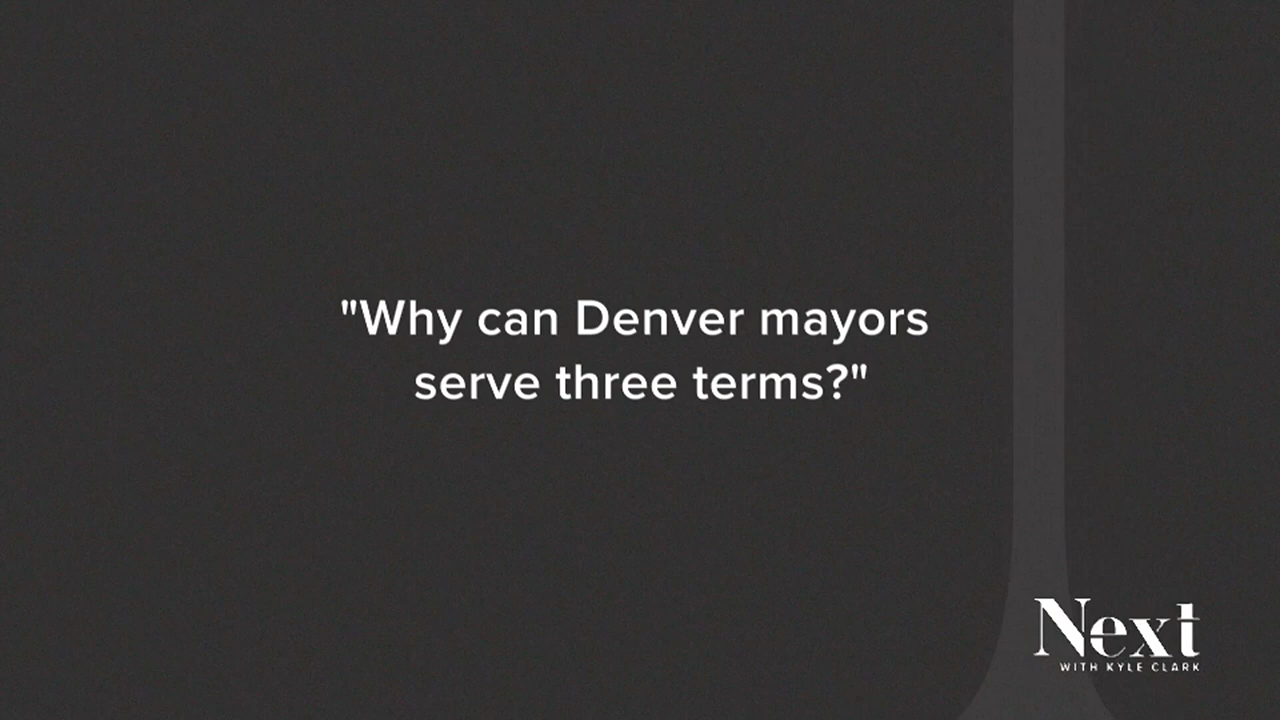 "Why can Denver mayors
serve three terms?"
Next
WITH KYLE CLARK